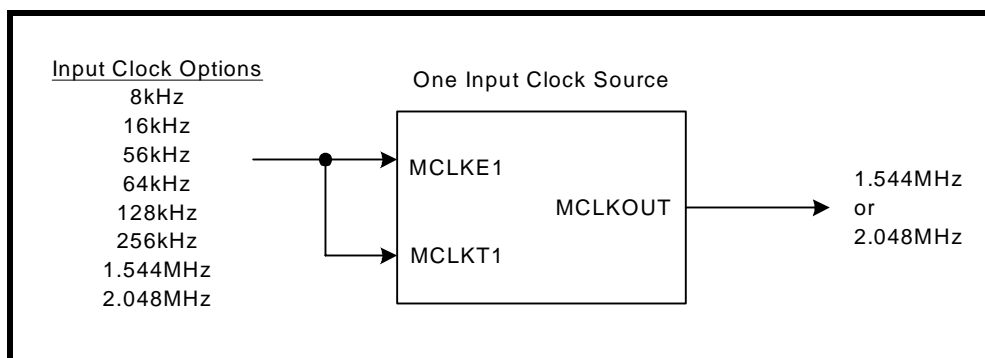 Input Clock Options
8kHz
16kHz
56kHz
64kHz
128kHz
256kHz
1.544MHz
2.048MHz
One Input Clock Source
MCLKE1
MCLKT1
MCLKOUT
1.544MHz
or
2.048MHz